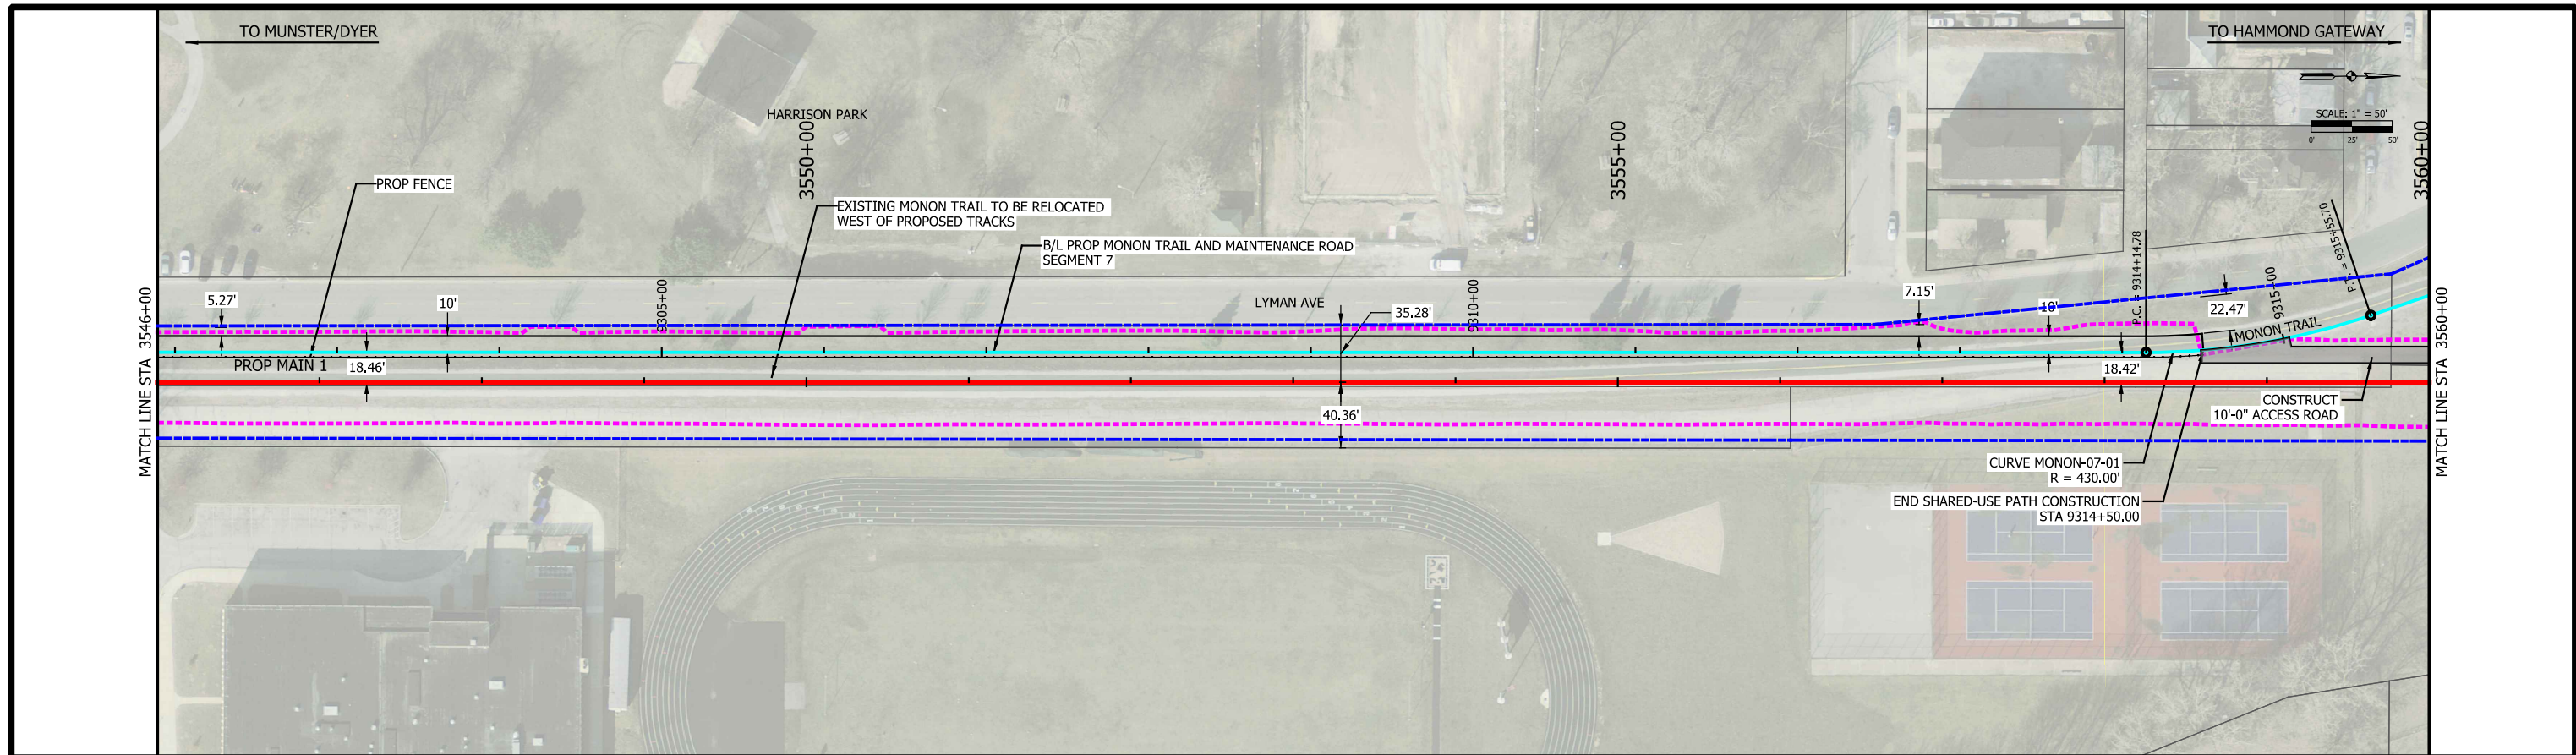 TO MUNSTER/DYER
TO HAMMOND GATEWAY
SCALE: 1" = 50'
0' 25' 50'
HARRISON PARK
3550+00
3555+00
3560+00
PROP FENCE
EXISTING MONON TRAIL TO BE RELOCATED
WEST OF PROPOSED TRACKS
B/L PROP MONON TRAIL AND MAINTENANCE ROAD
SEGMENT 7
P.C. = 9314+14.78
P.T. = 9315+55.70
MATCH LINE STA 3546+00
MATCH LINE STA 3560+00
5.27'
10'
9305+00
LYMAN AVE
35.28'
9310+00
7.15'
10'
22.47'
9315+00
MONON TRAIL
PROP MAIN 1
18.46'
18.42'
40.36'
CONSTRUCT
10'-0" ACCESS ROAD
CURVE MONON-07-01
R = 430.00'
END SHARED-USE PATH CONSTRUCTION
STA 9314+50.00